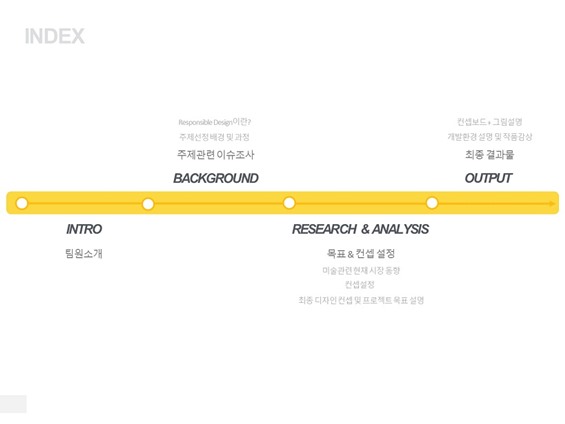 INDEX
Responsible Design이란?
주제선정 배경 및 과정
주제관련 이슈조사
BACKGROUND
컨셉보드 + 그림설명
개발환경 설명 및 작품감상
최종 결과물
OUTPUT
INTRO
팀원소개
RESEARCH & ANALYSIS
목표 & 컨셉 설정
미술관련 현재 시장 동향
컨셉설정
최종 디자인 컨셉 및 프로젝트 목표 설명